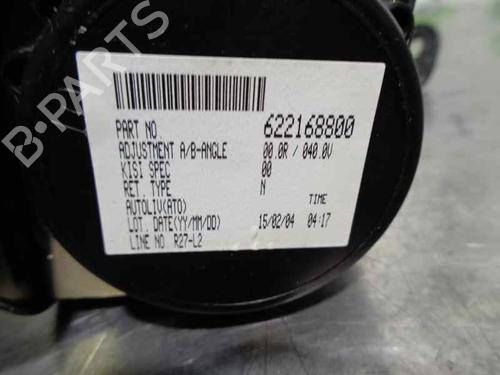 B-PARTS
PART NO. 622168800
ADJUSTMENT A/B-ANGLE 00.0R / 040.0V
KISI SPEC 00
RET. TYPE N
AUTOLIV(ATO) TIME
LOT. DATE(YY/MM/DD) 15/02/04 04:17
LINE NO. R27-L2